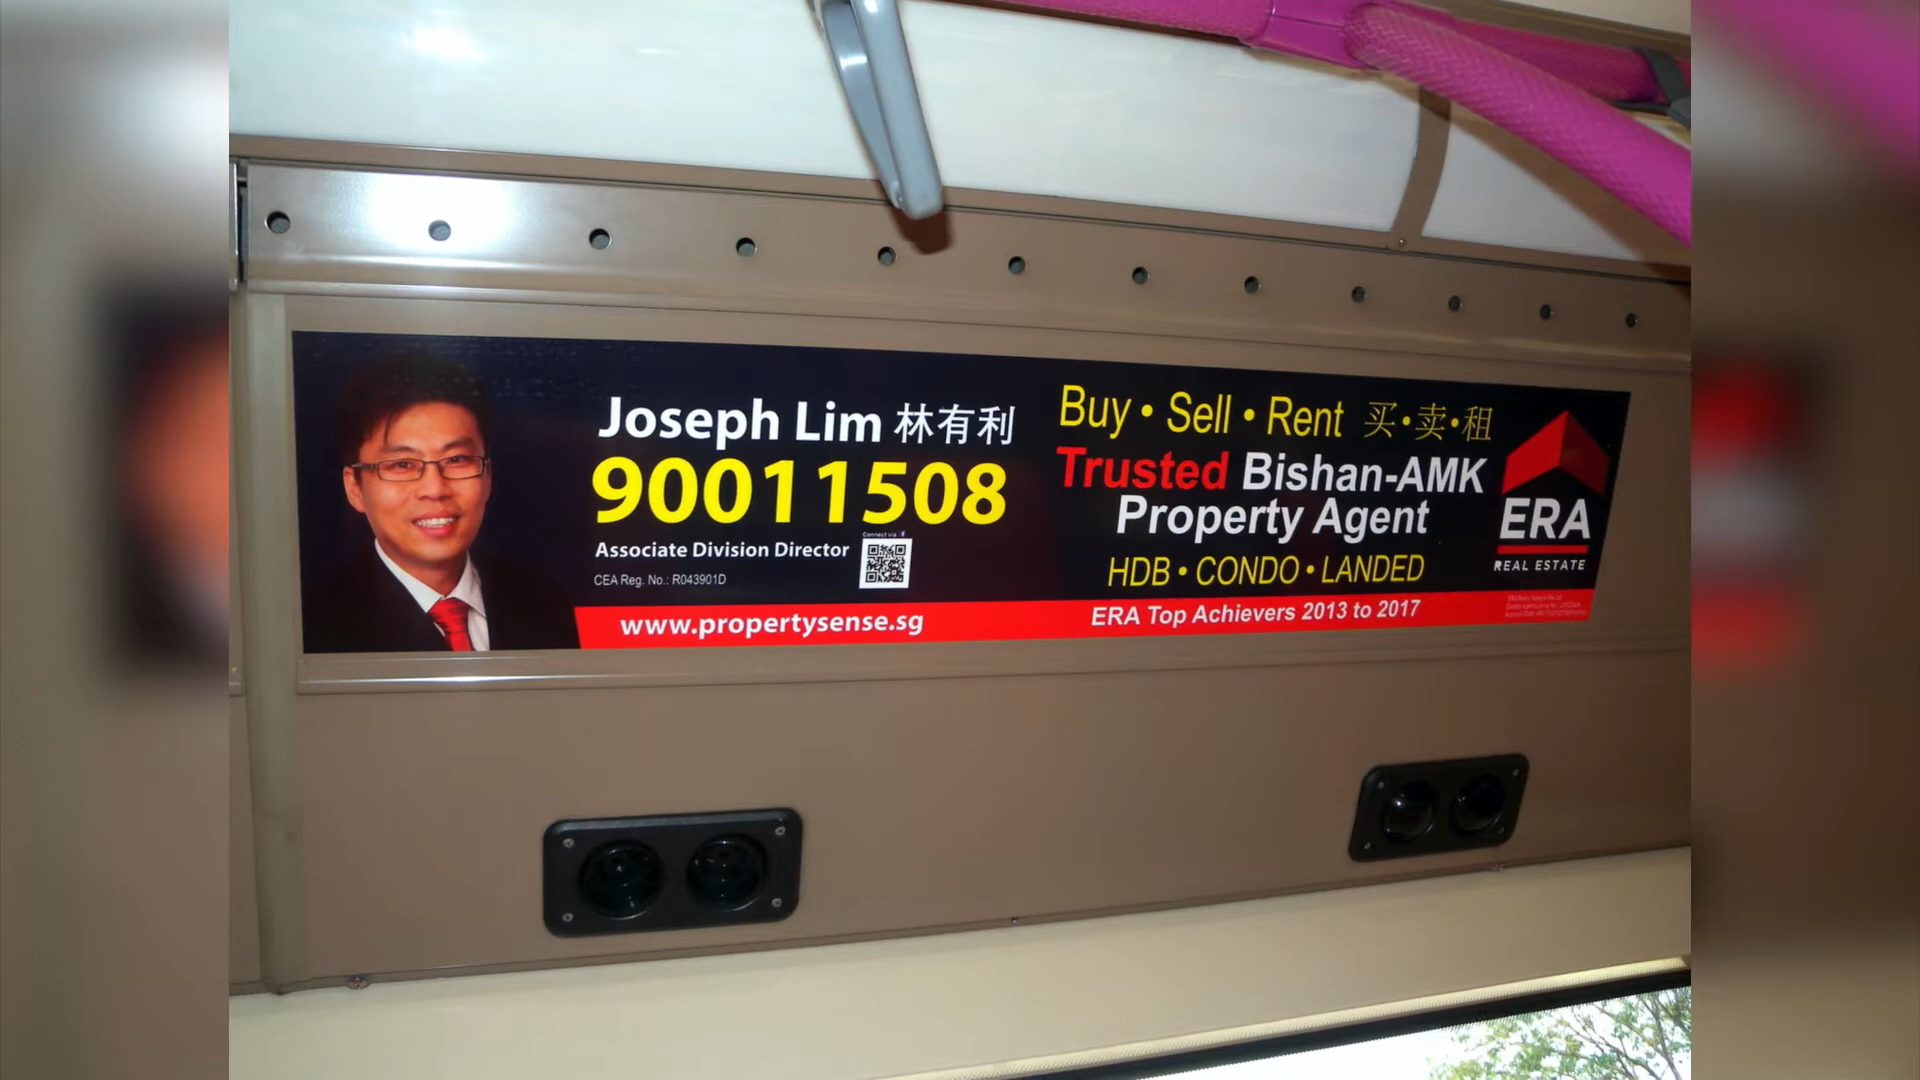 Joseph Lim 林有利
90011508
Associate Division Director
Connect via
CEA Reg. No.: R043901D
www.propertysense.sg
Buy • Sell • Rent 买•卖•租
Trusted Bishan-AMK
Property Agent
HDB • CONDO • LANDED
ERA Top Achievers 2013 to 2017
ERA
REAL ESTATE